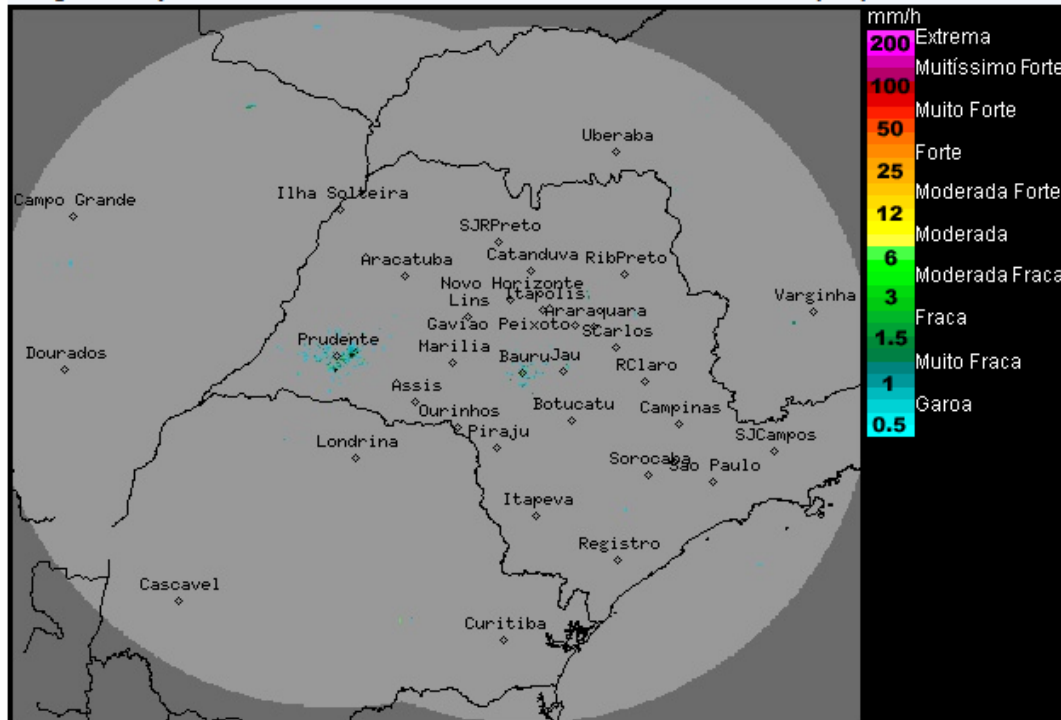 mm/h
200 Extrema
Muitíssimo Forte
100
Muito Forte
50
Forte
25
Moderada Forte
12
Moderada
6
Moderada Fraca
3
Fraca
1.5
Muito Fraca
1
Garoa
0.5
Uberaba
Campo Grande
Ilha Solteira
SJRPreto
Catanduva
RibPreto
Aracatuba
Novo Horizonte
Itapolis
Lins
Araraquara
Varginha
Gaviao Peixoto
SCarlos
Prudente
Marilia
Dourados
Bauru
Jau
RClaro
Assis
Ourinhos
Botucatu
Campinas
Piraju
Londrina
SJCampos
Sorocaba
Sao Paulo
Itapeva
Registro
Cascavel
Curitiba